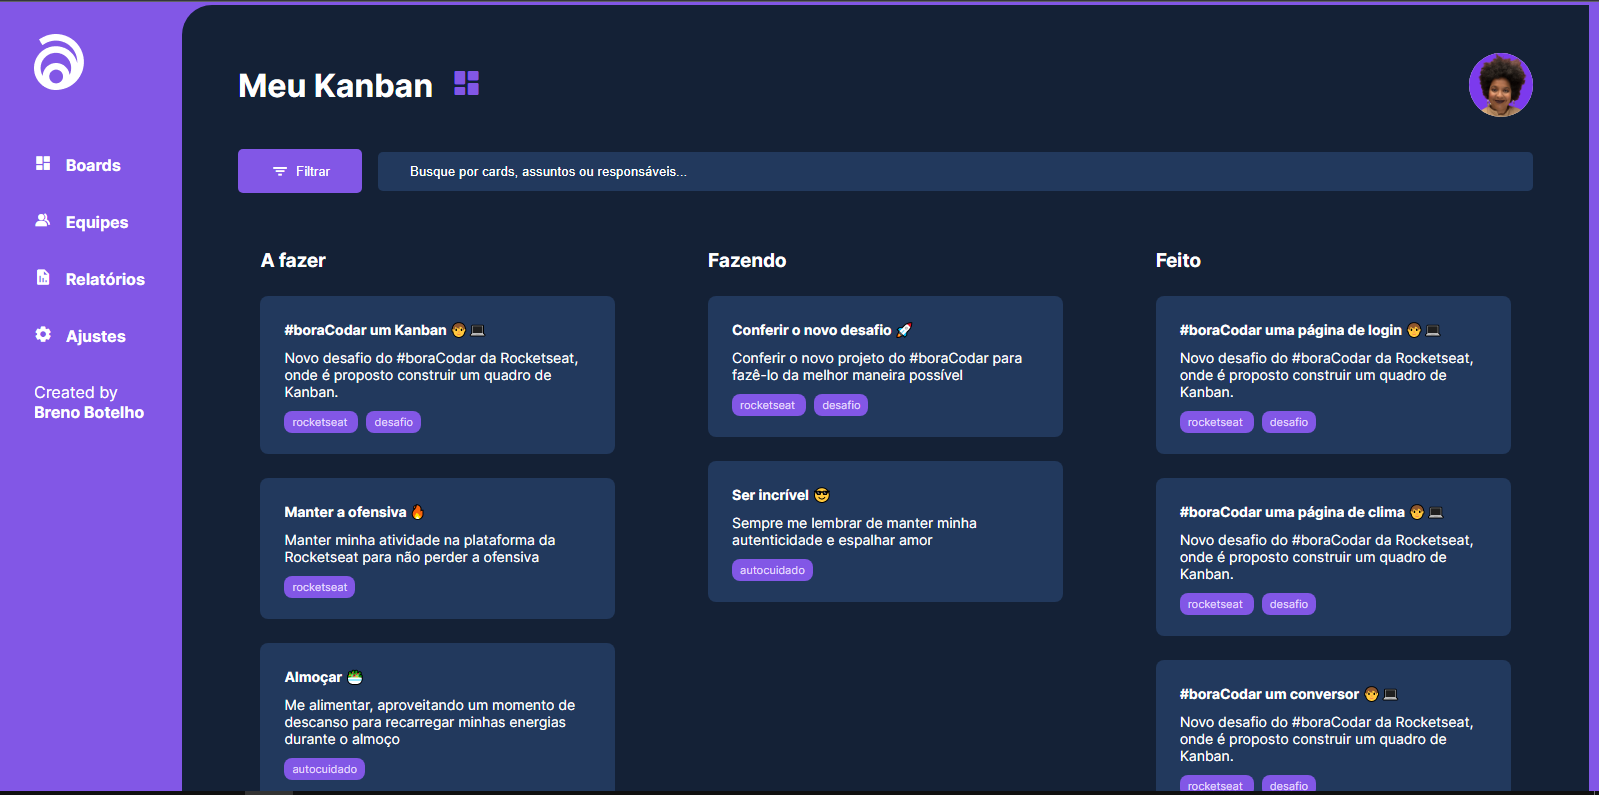 Meu Kanban
Boards
Equipes
Relatórios
Ajustes
Created by
Breno Botelho
Filtrar
Busque por cards, assuntos ou responsáveis...
A fazer
#boraCodar um Kanban 🧑💻
Novo desafio do #boraCodar da Rocketseat,
onde é proposto construir um quadro de
Kanban.
rocketseat desafio
Manter a ofensiva 🔥
Manter minha atividade na plataforma da
Rocketseat para não perder a ofensiva
rocketseat
Almoçar 🥗
Me alimentar, aproveitando um momento de
descanso para recarregar minhas energias
durante o almoço
autocuidado
Fazendo
Conferir o novo desafio 🚀
Conferir o novo projeto do #boraCodar para
fazê-lo da melhor maneira possível
rocketseat desafio
Ser incrível 😎
Sempre me lembrar de manter minha
autenticidade e espalhar amor
autocuidado
Feito
#boraCodar uma página de login 🧑💻
Novo desafio do #boraCodar da Rocketseat,
onde é proposto construir um quadro de
Kanban.
rocketseat desafio
#boraCodar uma página de clima 🧑💻
Novo desafio do #boraCodar da Rocketseat,
onde é proposto construir um quadro de
Kanban.
rocketseat desafio
#boraCodar um conversor 🧑💻
Novo desafio do #boraCodar da Rocketseat,
onde é proposto construir um quadro de
Kanban.
rocketseat desafio